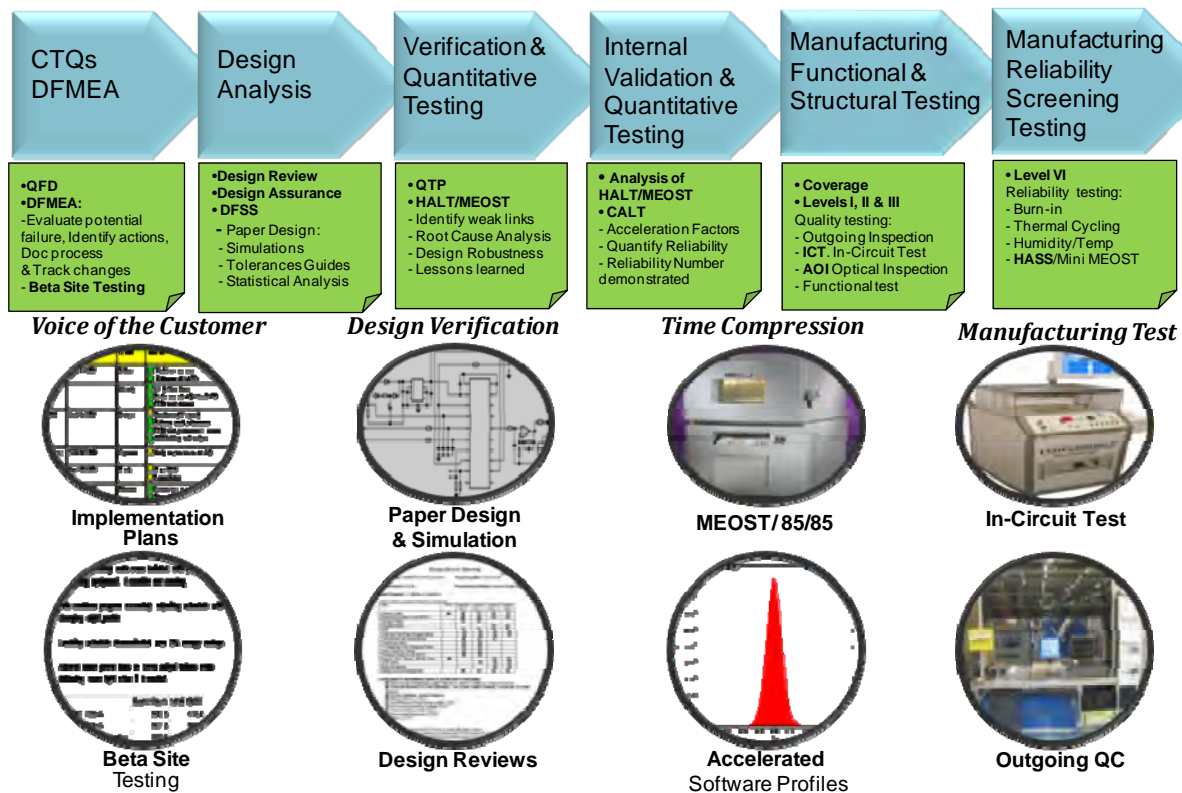 CTQs
DFMEA
Design
Analysis
Verification &
Quantitative
Testing
Internal
Validation &
Quantitative
Testing
Manufacturing
Functional &
Structural Testing
Manufacturing
Reliability
Screening
Testing
• QFD
• DFMEA:
-Evaluate potential
failure, Identify actions,
Doc process
& Track changes
- Beta Site Testing
•Design Review
•Design Assurance
• DFSS
- Paper Design:
- Simulations
- Tolerances Guides
- Statistical Analysis
• QTP
• HALT/MEOST
- Identify weak links
- Root Cause Analysis
- Design Robustness
- Lessons learned
• Analysis of
HALT/MEOST
• CALT
- Acceleration Factors
- Quantify Reliability
- Reliability Number
demonstrated
• Coverage
• Levels I, II & III
Quality testing:
- Outgoing Inspection
- ICT. In-Circuit Test
- AOI Optical Inspection
- Functional test
• Level VI
Reliability testing:
- Burn-in
- Thermal Cycling
- Humidity/Temp
- HASS/Mini MEOST
Voice of the Customer
Design Verification
Time Compression
Manufacturing Test
Implementation
Plans
Paper Design
& Simulation
MEOST/ 85/85
In-Circuit Test
Beta Site
Testing
Design Reviews
Accelerated
Software Profiles
Outgoing QC